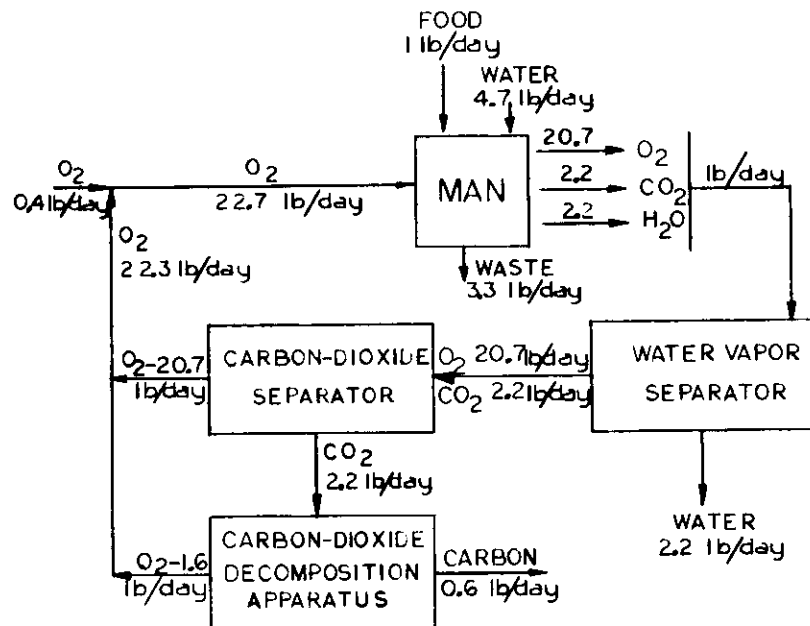 FOOD
1 lb/day
WATER
4.7 lb/day
O2
0.4 lb/day
O2
22.7 lb/day
MAN
20.7
O2
2.2
CO2
2.2
H2O
lb/day
O2
22.3 lb/day
WASTE
3.3 lb/day
O2-20.7
lb/day
CARBON-DIOXIDE
SEPARATOR
O2 20.7 lb/day
CO2 2.2 lb/day
WATER VAPOR
SEPARATOR
CO2
2.2 lb/day
WATER
2.2 lb/day
O2-1.6
lb/day
CARBON-DIOXIDE
DECOMPOSITION
APPARATUS
CARBON
0.6 lb/day